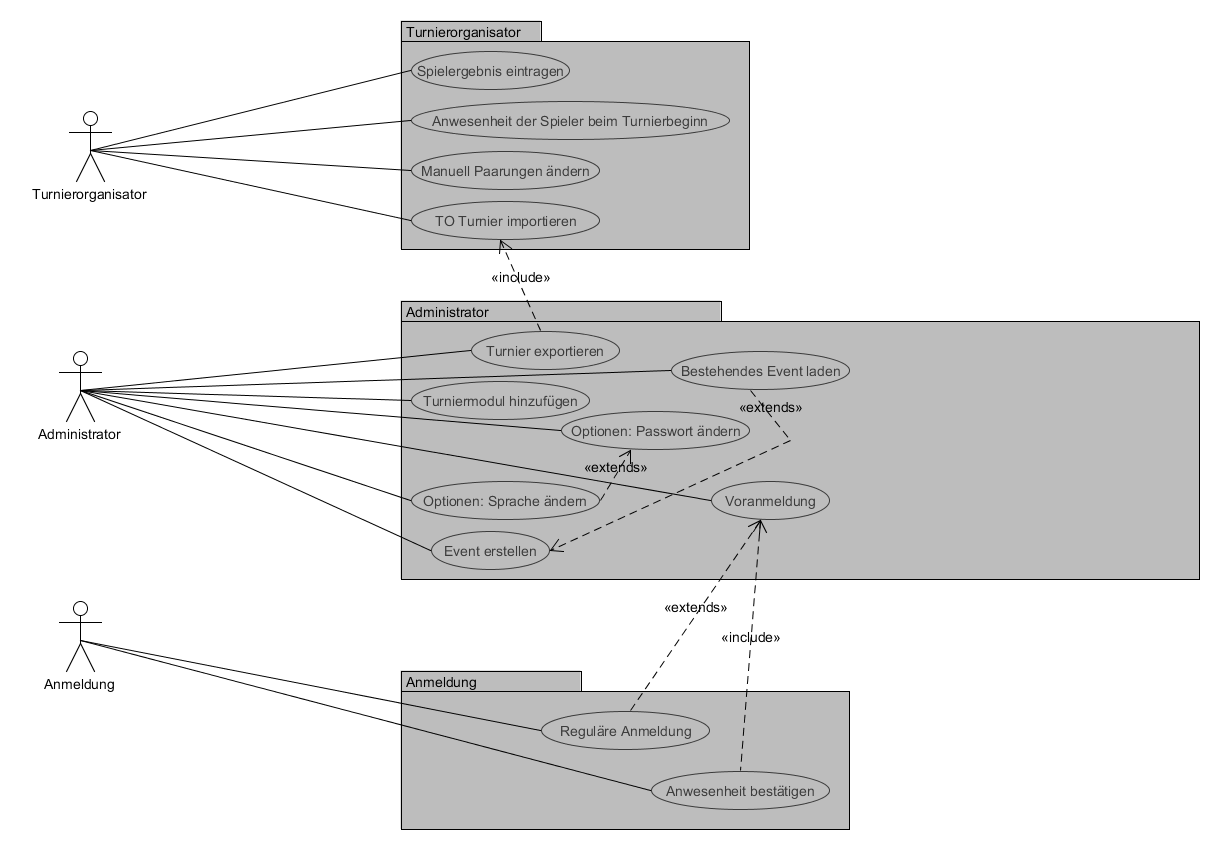 Turnierorganisator
Spielergebnis eintragen
Anwesenheit der Spieler beim Turnierbeginn
Manuell Paarungen ändern
Turnierorganisator
TO Turnier importieren
«include»
Administrator
Turnier exportieren
Bestehendes Event laden
Turniermodul hinzufügen
«extends»
Optionen: Passwort ändern
Administrator
«extends»
Optionen: Sprache ändern
Voranmeldung
Event erstellen
«extends»
«include»
Anmeldung
Anmeldung
Reguläre Anmeldung
Anwesenheit bestätigen